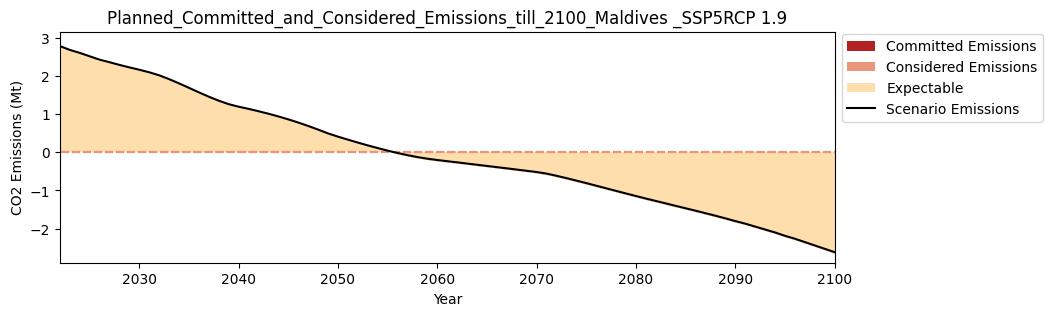 Planned_Committed_and_Considered_Emissions_till_2100_Maldives _SSP5RCP 1.9
Committed Emissions
Considered Emissions
Expectable
Scenario Emissions
CO2 Emissions (Mt)
3
2
1
0
−1
−2
2030 2040 2050 2060 2070 2080 2090 2100
Year